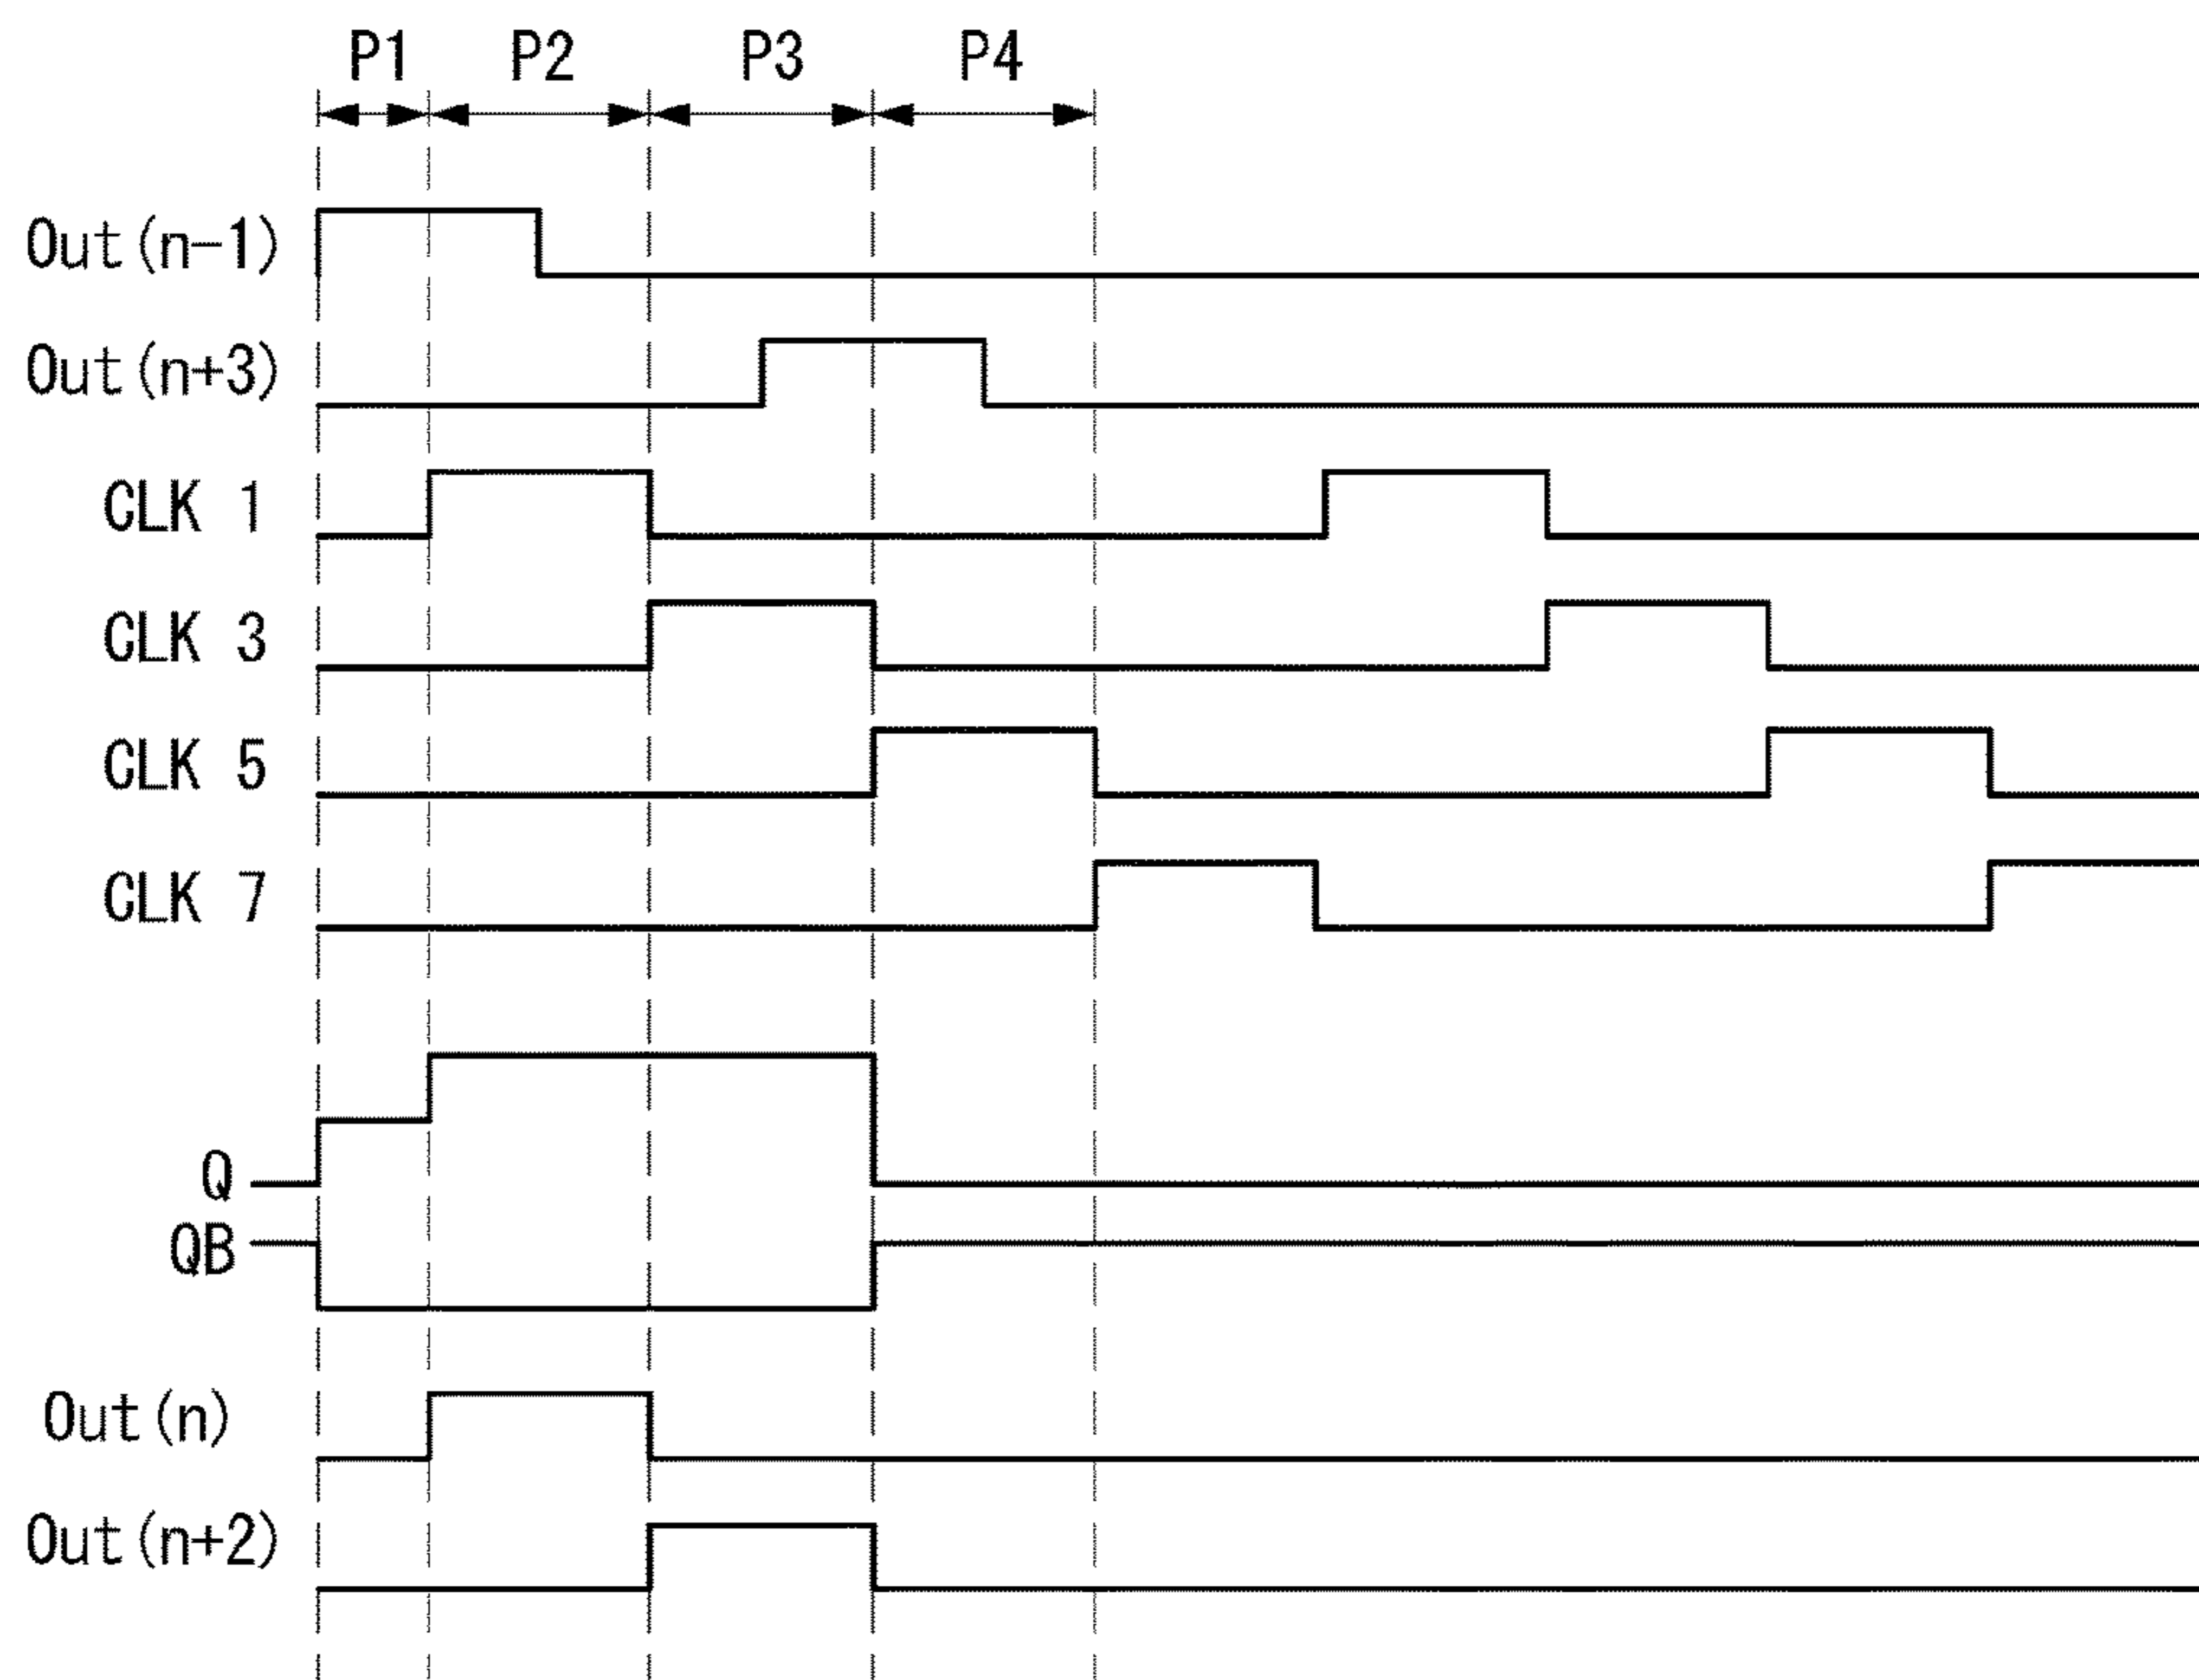 P1 P2 P3 P4
Out(n-1)
Out(n+3)
CLK 1
CLK 3
CLK 5
CLK 7
Q
QB
Out(n)
Out(n+2)